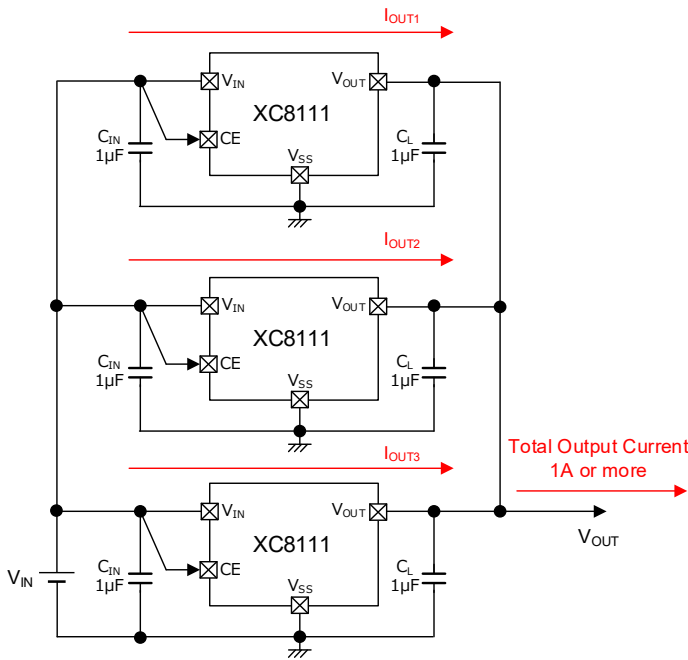 IOUT1
VIN
VOUT
XC8111
CIN
1µF
CE
CL
1µF
VSS
IOUT2
VIN
VOUT
XC8111
CIN
1µF
CE
CL
1µF
VSS
IOUT3
Total Output Current
1A or more
VIN
VOUT
XC8111
VOUT
CIN
1µF
CE
CL
1µF
VSS
VIN